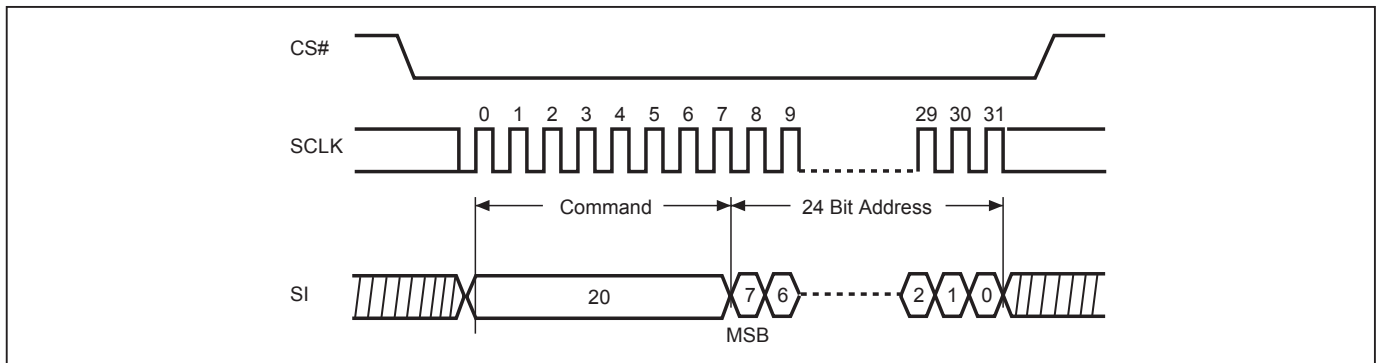 CS#
0 1 2 3 4 5 6 7 8 9 29 30 31
SCLK
Command 24 Bit Address
SI 20 7 6 2 1 0
MSB